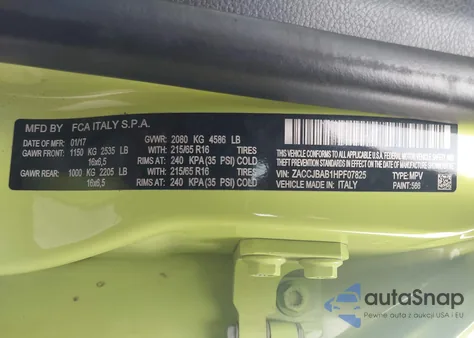 MFD BY FCA ITALY S.P.A.
DATE OF MFR: 01/17 GVWR: 2080 KG 4586 LB
GAWR FRONT: 1150 KG 2535 LB WITH: 215/65 R16 TIRES
16x6,5 RIMS AT: 240 KPA (35 PSI) COLD
GAWR REAR: 1000 KG 2205 LB WITH: 215/65 R16 TIRES
16x6,5 RIMS AT: 240 KPA (35 PSI) COLD
THIS VEHICLE CONFORMS TO ALL APPLICABLE
FEDERAL MOTOR VEHICLE SAFETY, BUMPER, AND
THEFT PREVENTION STANDARDS IN EFFECT
ON THE DATE OF MANUFACTURE SHOWN ABOVE.
VIN: ZACCJBAB1HPF07825 TYPE: MPV
MADE IN: ITALY PAINT: 566
autoSnap
Pewne auta z aukcji USA i EU